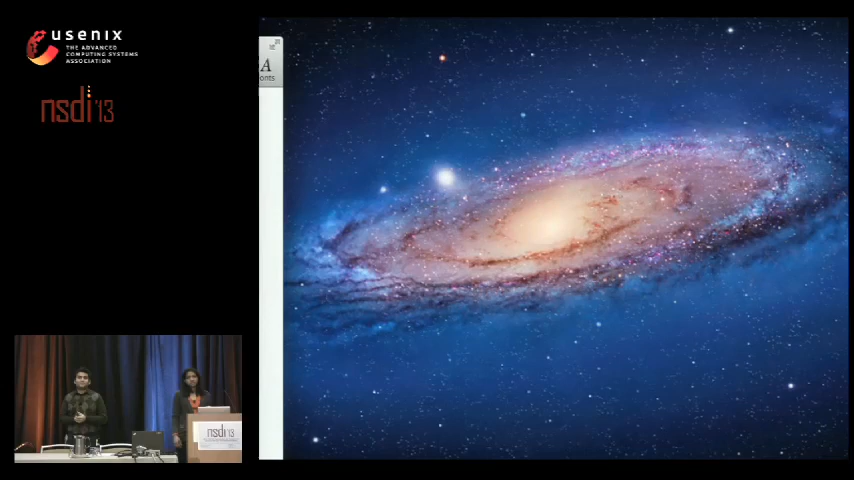 usenix
THE ADVANCED
COMPUTING SYSTEMS
ASSOCIATION
nsdi '13
A
onts
nsdi '13